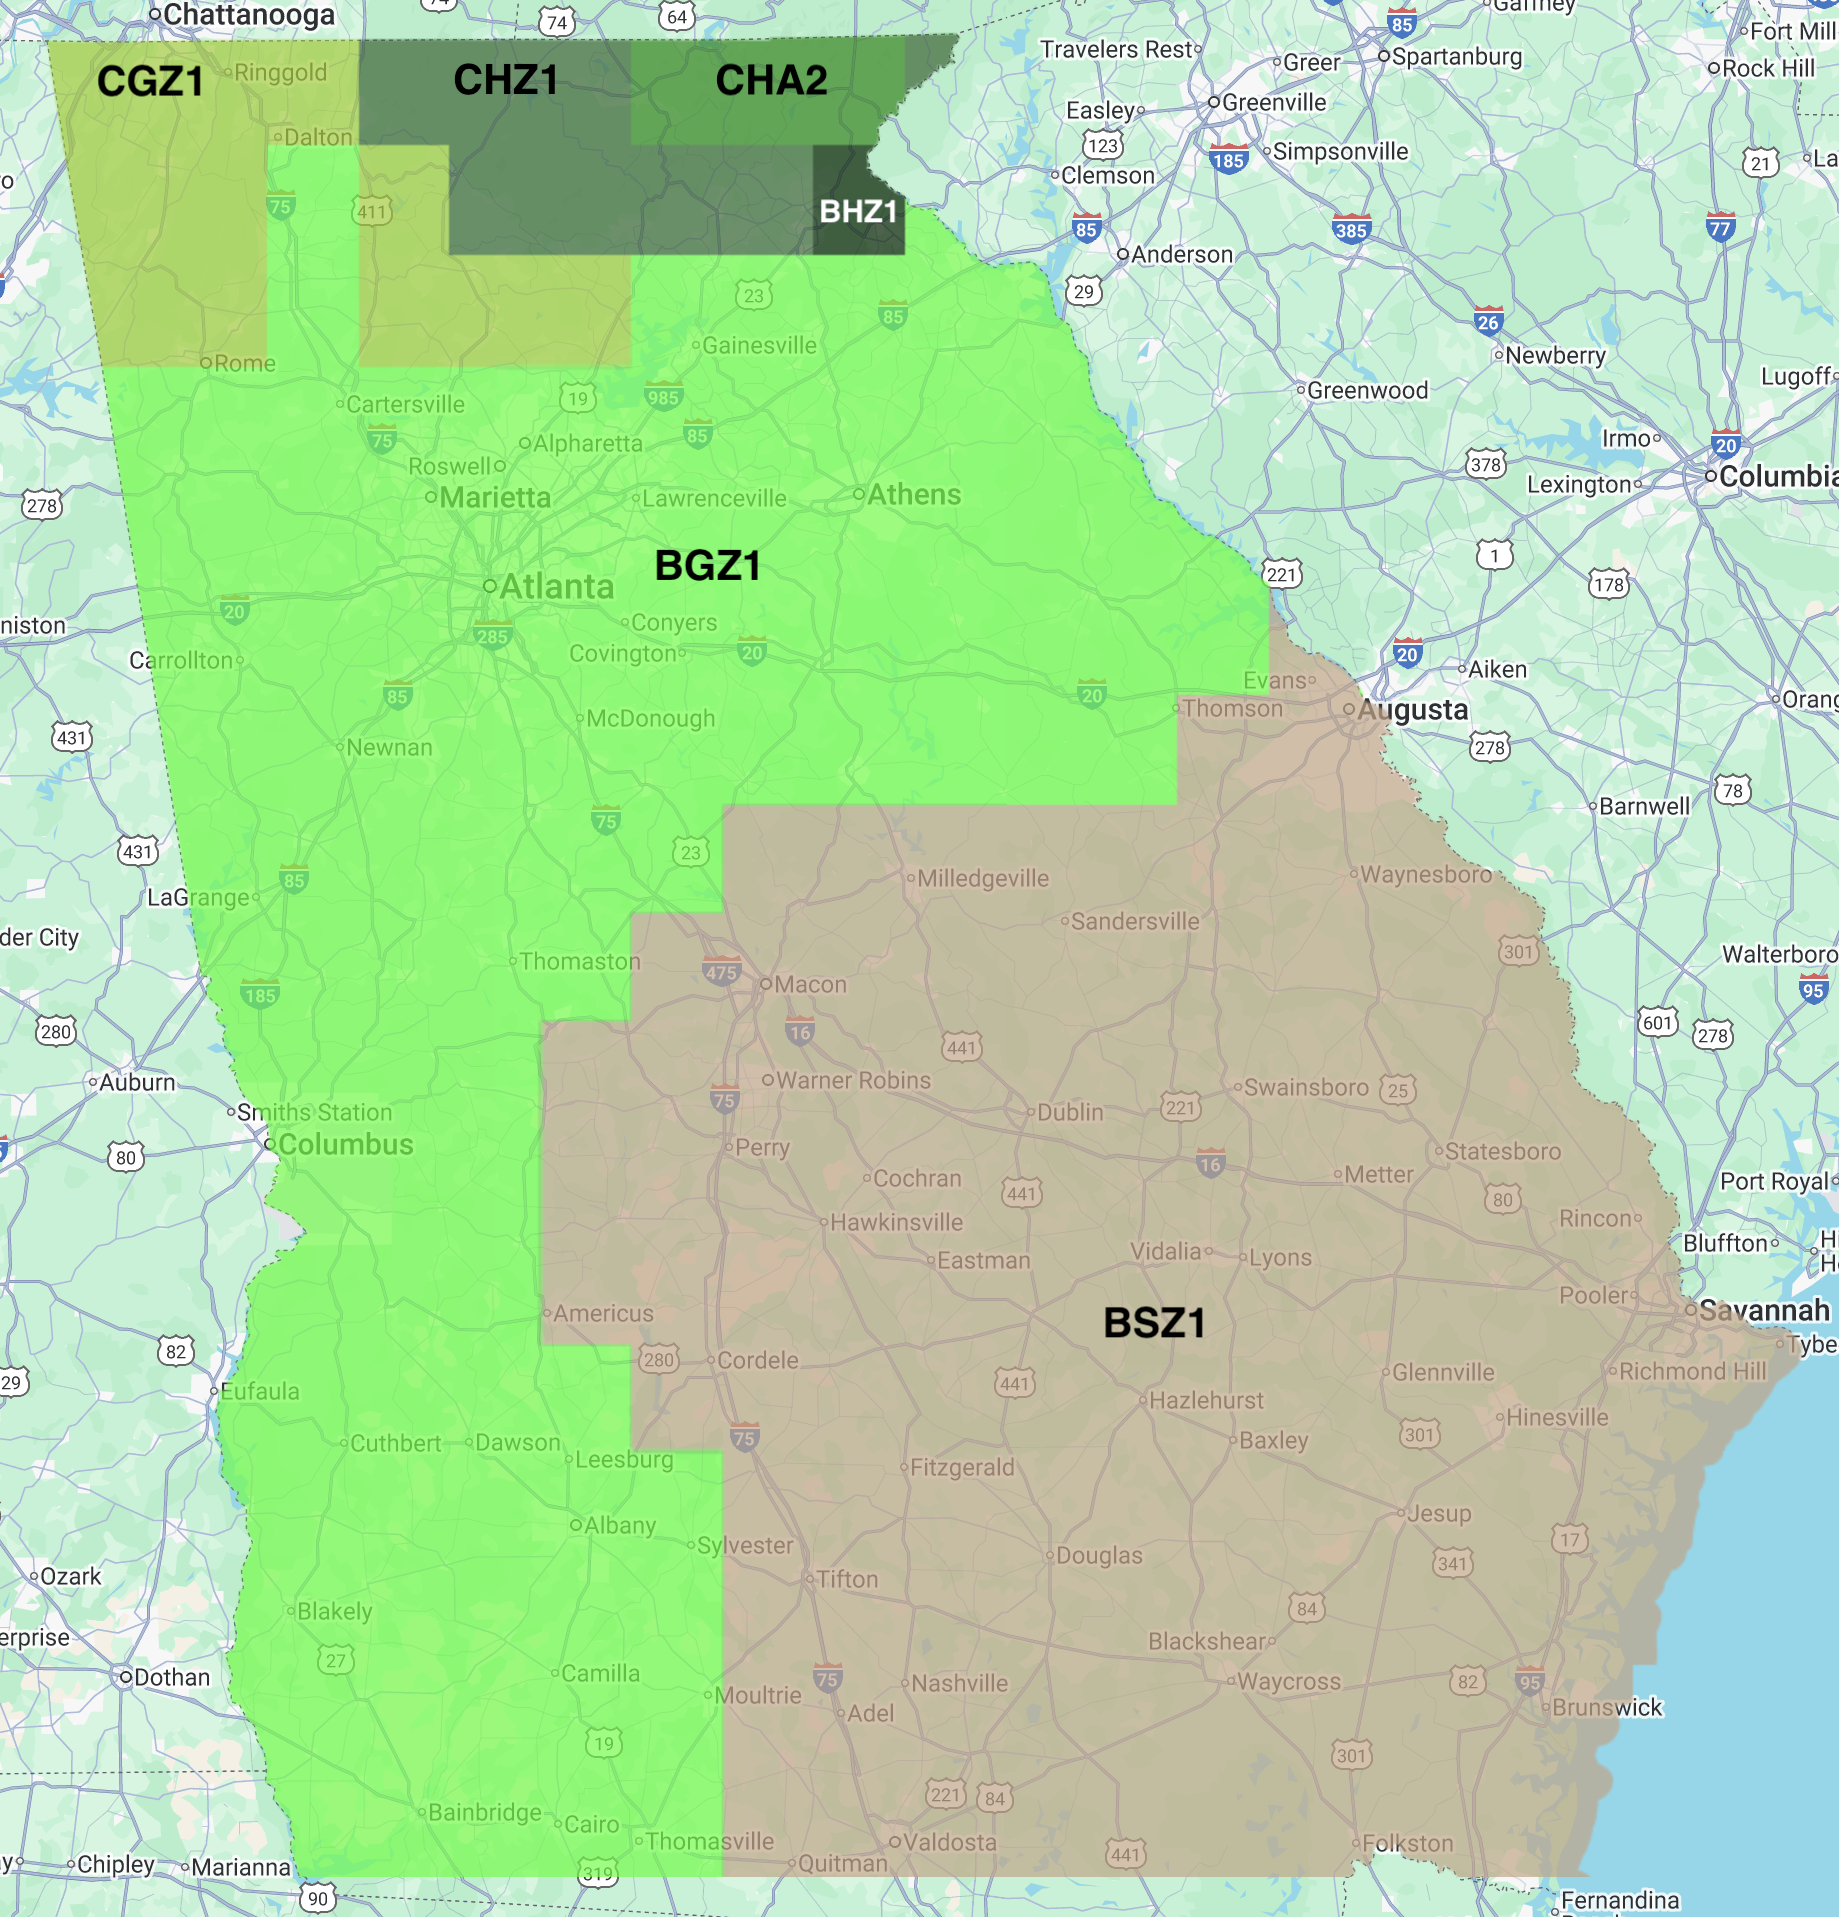 Chattanooga
74
74
64
85
Gaffney
Travelers Rest
Greer
Spartanburg
Fort Mill
Rock Hill
CGZ1
Ringgold
CHZ1
CHA2
Easley
Greenville
Dalton
123
185
Simpsonville
21
Clemson
75
411
BHZ1
85
385
77
Anderson
29
23
85
26
Gainesville
Newberry
Rome
Lugoff
Cartersville
19
985
Greenwood
75
Alpharetta
85
Irmo
20
Roswell
378
Columbia
278
Marietta
Lawrenceville
Athens
Lexington
BGZ1
1
Atlanta
221
178
20
niston
285
Conyers
Covington
20
20
Carrollton
Aiken
85
20
Evans
Thomson
Augusta
Orang
McDonough
431
Newnan
278
78
Barnwell
75
431
23
85
LaGrange
Milledgeville
Waynesboro
Sandersville
der City
301
Walterboro
Thomaston
475
Macon
185
95
280
16
441
601
278
Auburn
Warner Robins
75
Swainsboro
25
Smiths Station
Dublin
221
Columbus
80
Perry
16
Statesboro
Cochran
441
Metter
80
Port Royal
Hawkinsville
Rincon
Eastman
Vidalia
Lyons
Bluffton
Pooler
Americus
BSZ1
Savannah
82
280
Cordele
Tybe
29
441
Glennville
Richmond Hill
Eufaula
Hazlehurst
Hinesville
Cuthbert
Dawson
75
301
Baxley
Leesburg
Fitzgerald
Albany
Jesup
Sylvester
17
Douglas
341
Ozark
Tifton
Blakely
84
erprise
27
Blackshear
Dothan
Camilla
75
Nashville
Waycross
82
95
Moultrie
Adel
Brunswick
19
301
221
84
Bainbridge
Cairo
Thomasville
Valdosta
Folkston
441
Chipley
Marianna
319
Quitman
90
Fernandina